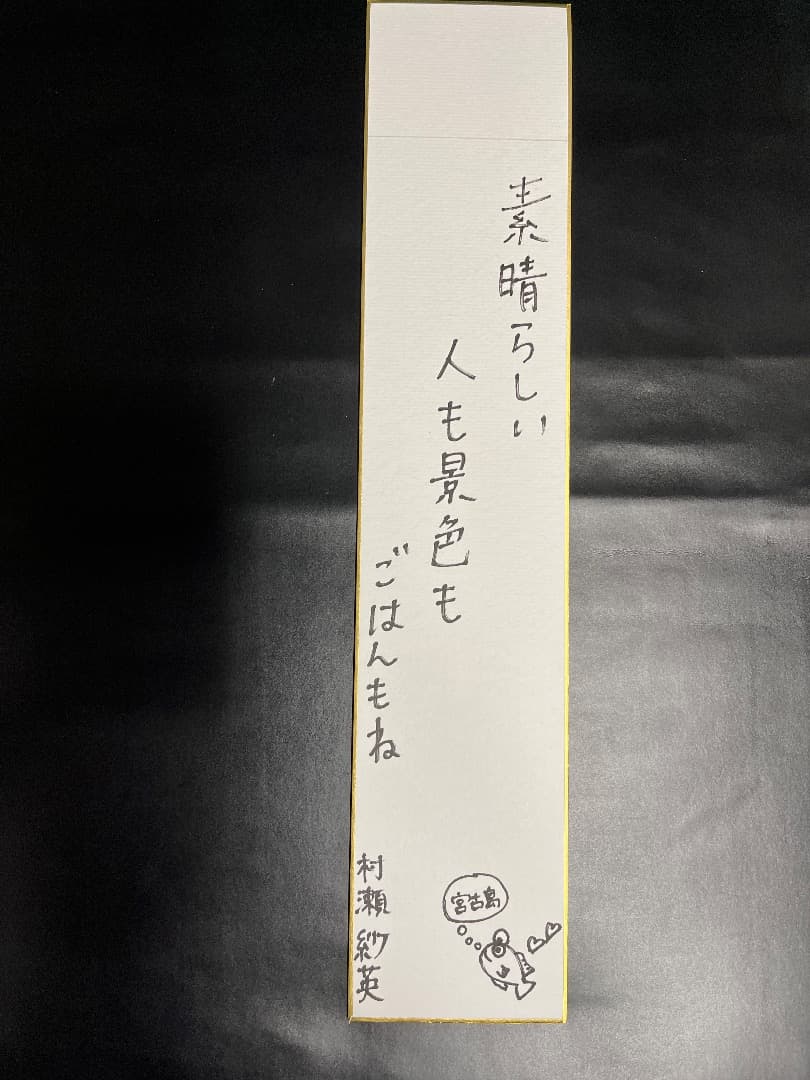 素晴らしい
人も景色も
ごはんもね
村瀬紗英
宮古島